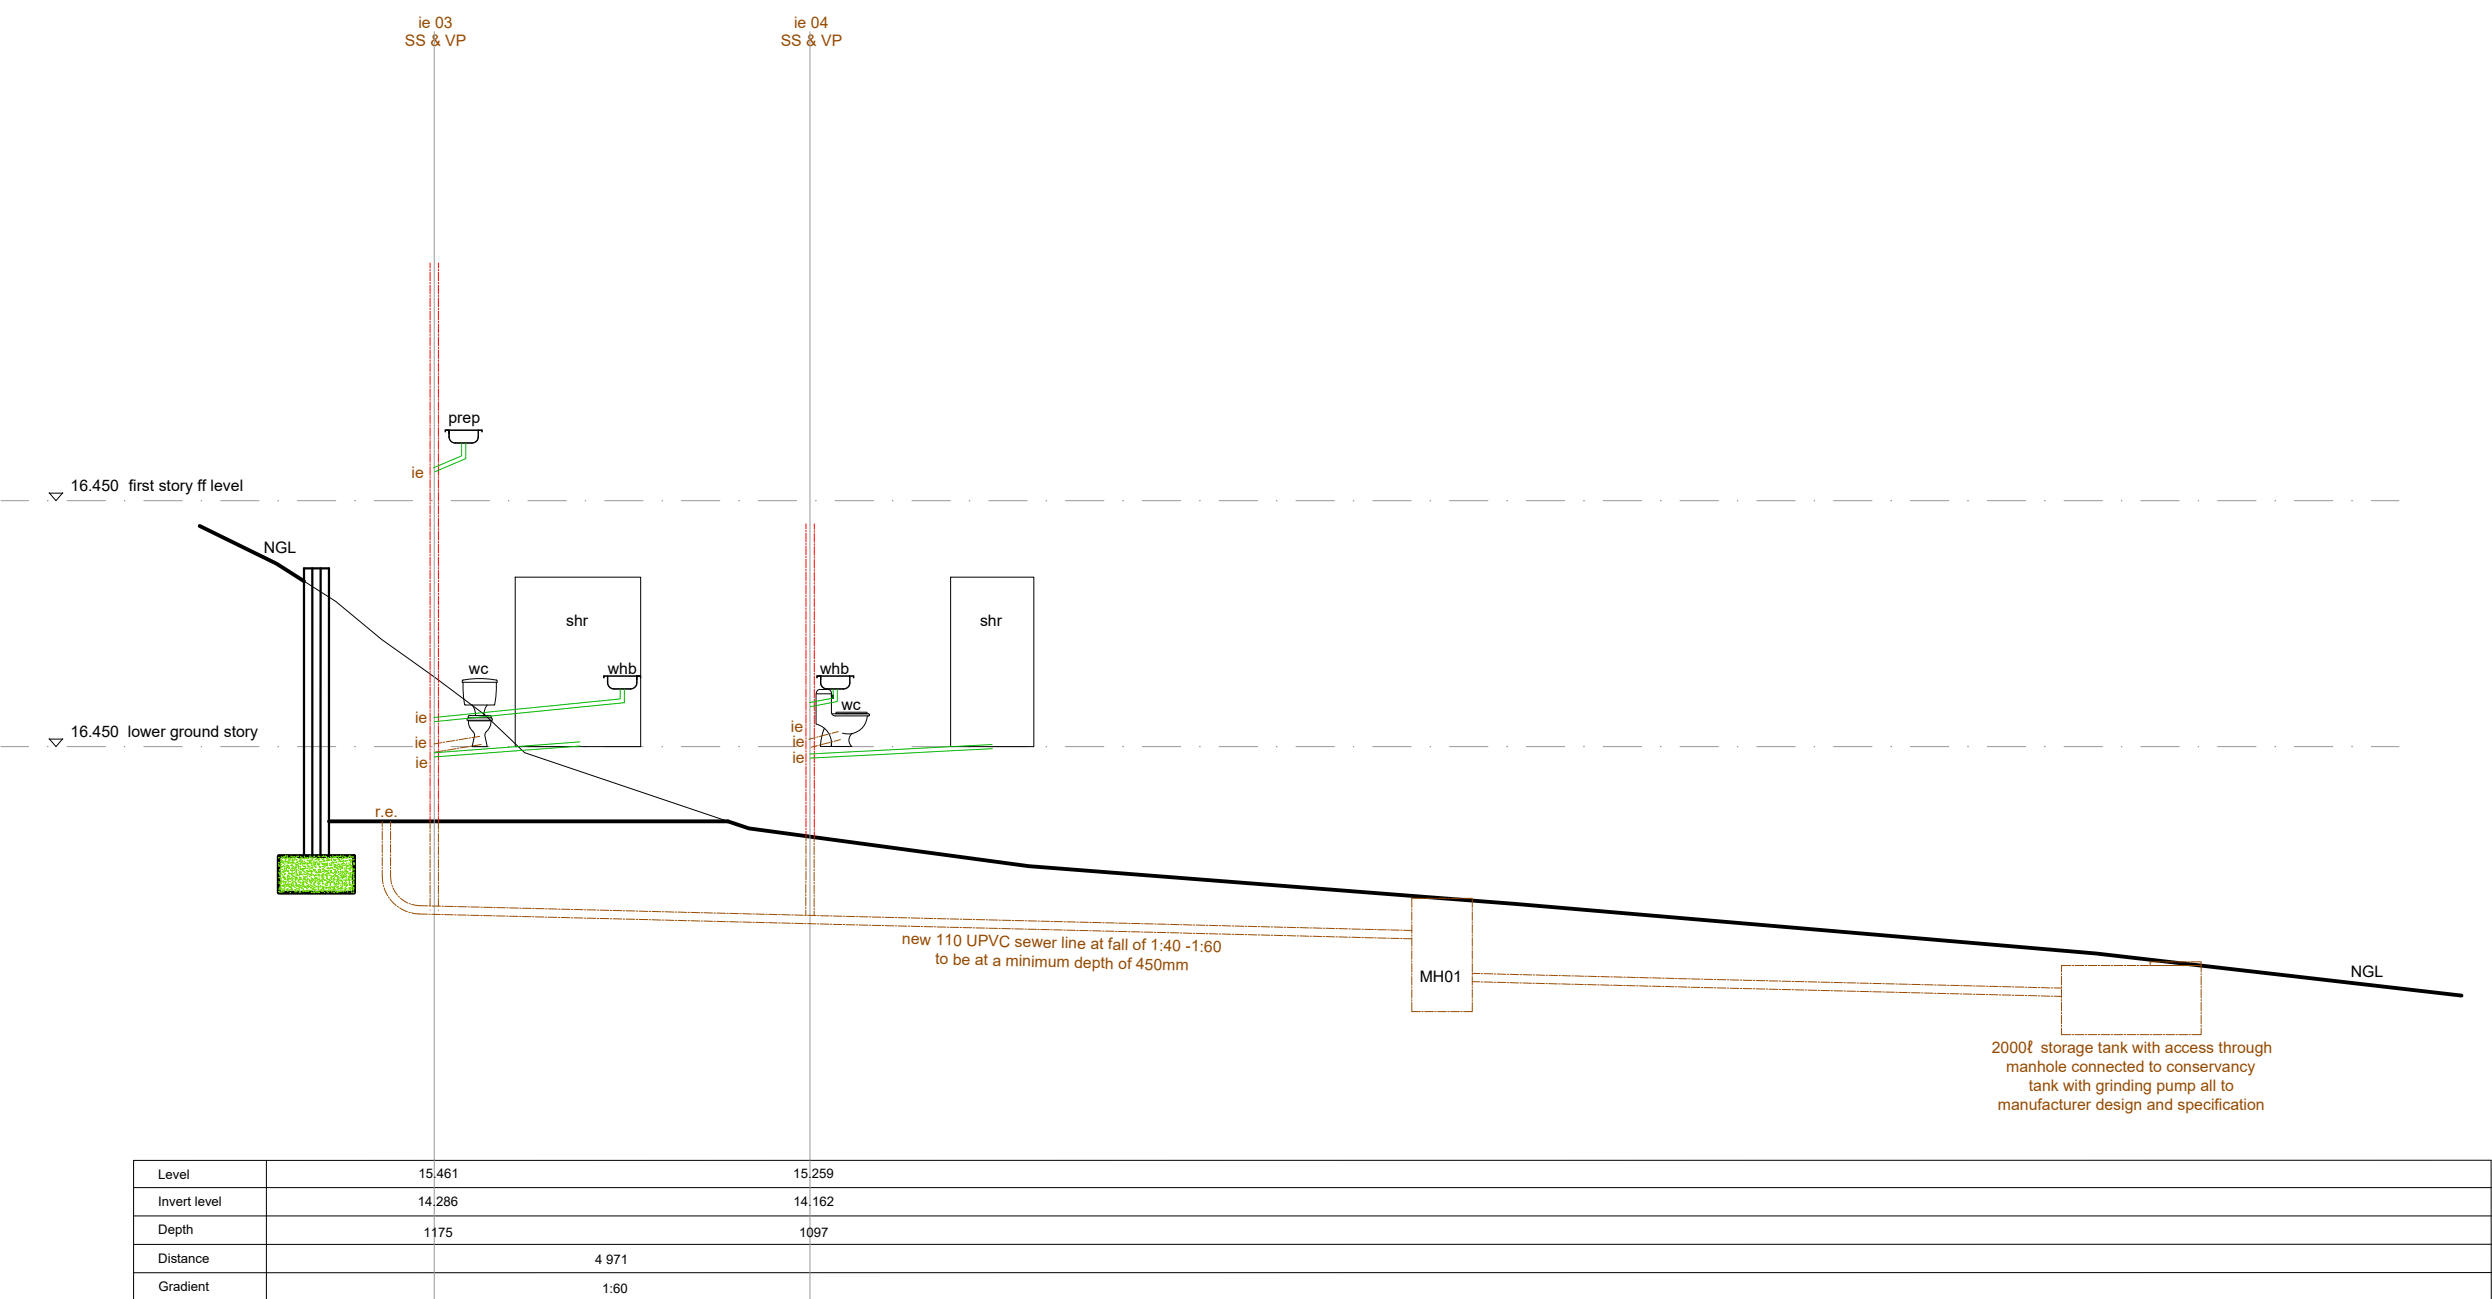 ie 03
SS & VP
ie 04
SS & VP
prep
ie
16.450 first story ff level
NGL
shr
shr
wc
whb
whb
wc
ie
ie
ie
16.450 lower ground story
ie
ie
ie
r.e.
new 110 UPVC sewer line at fall of 1:40 -1:60
to be at a minimum depth of 450mm
MH01
NGL
2000ℓ storage tank with access through
manhole connected to conservancy
tank with grinding pump all to
manufacturer design and specification
Level 15.461 15.259
Invert level 14.286 14.162
Depth 1175 1097
Distance 4 971
Gradient 1:60